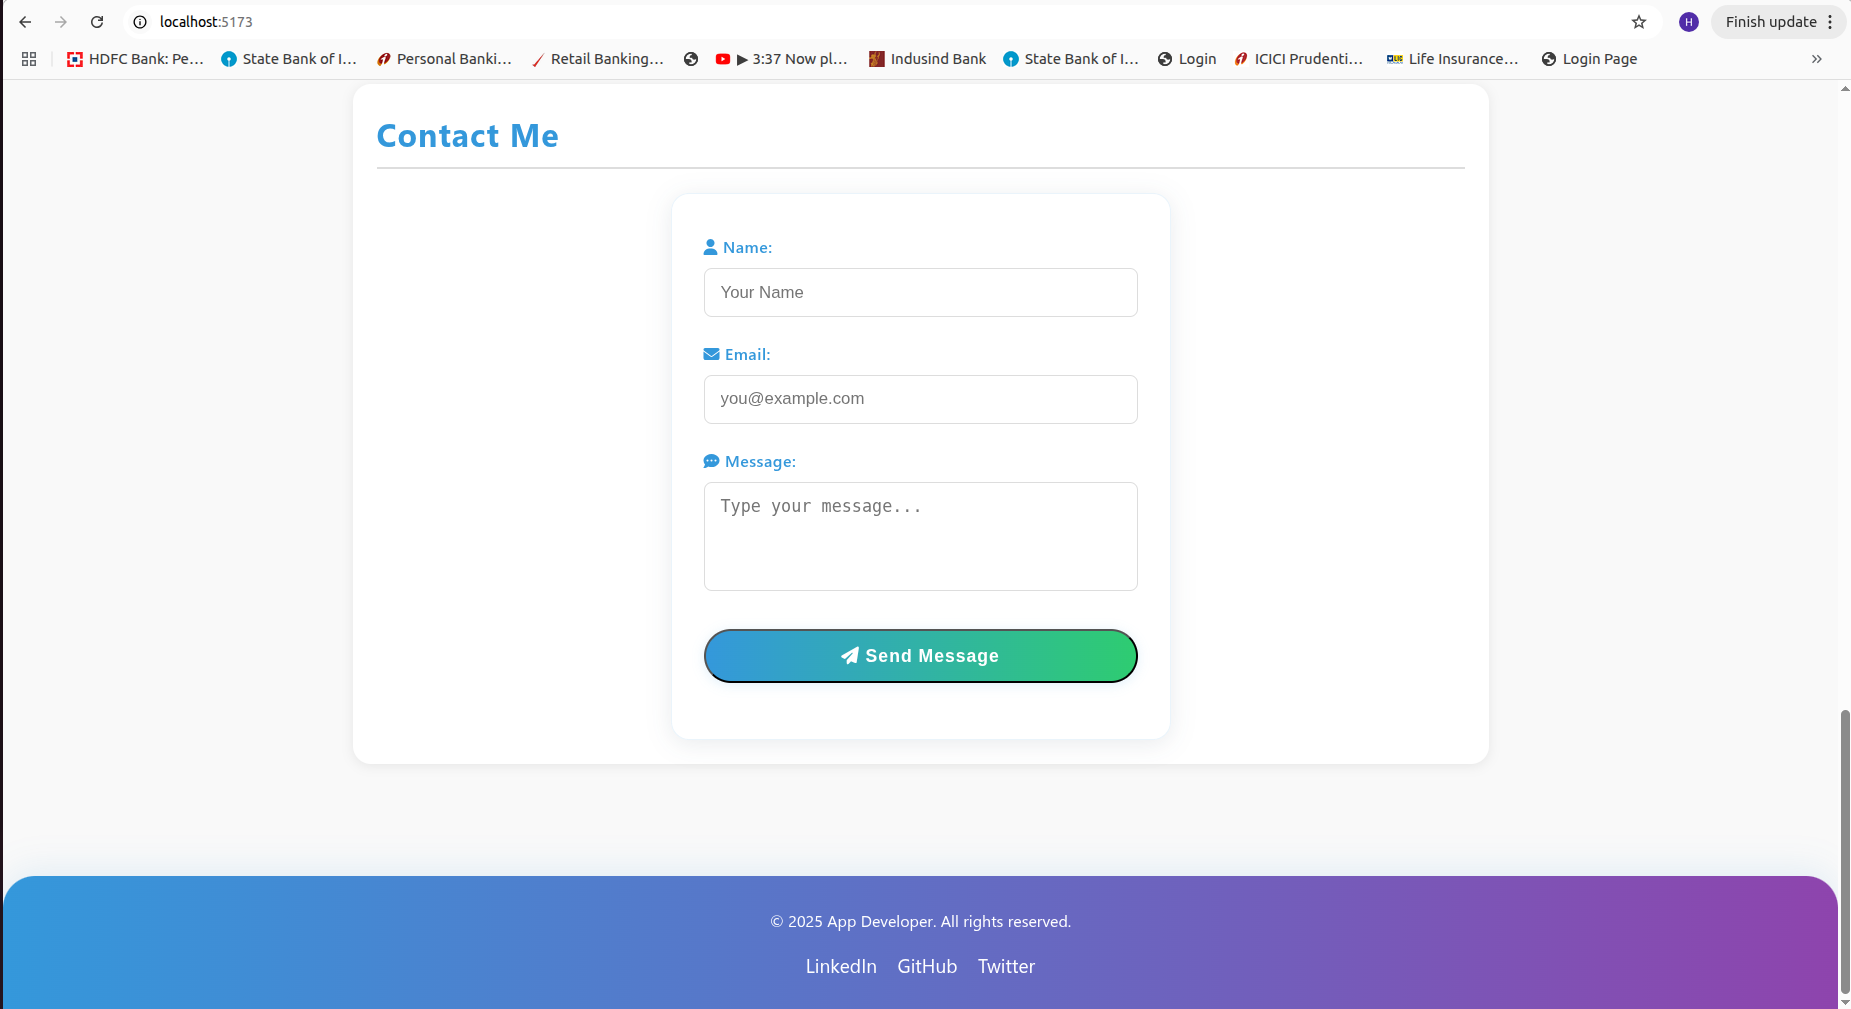 localhost:5173
H
Finish update
HDFC Bank: Pe...
State Bank of I...
Personal Banki...
Retail Banking...
▶ 3:37 Now pl...
Indusind Bank
State Bank of I...
Login
ICICI Prudenti...
Life Insurance...
Login Page
Contact Me
Name:
Your Name
Email:
you@example.com
Message:
Type your message...
Send Message
© 2025 App Developer. All rights reserved.
LinkedIn GitHub Twitter